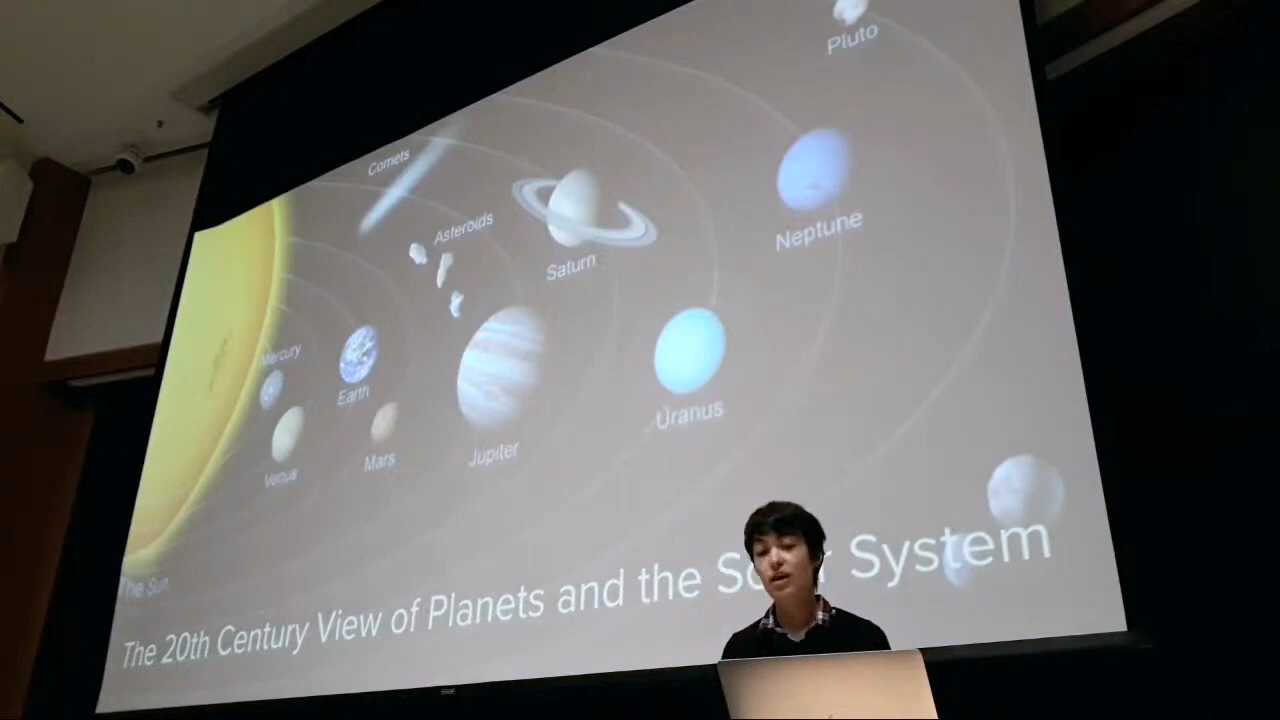 Pluto
Comets
Asteroids
Saturn
Neptune
Mercury
Earth
Uranus
Venus
Mars
Jupiter
The Sun
The 20th Century View of Planets and the System